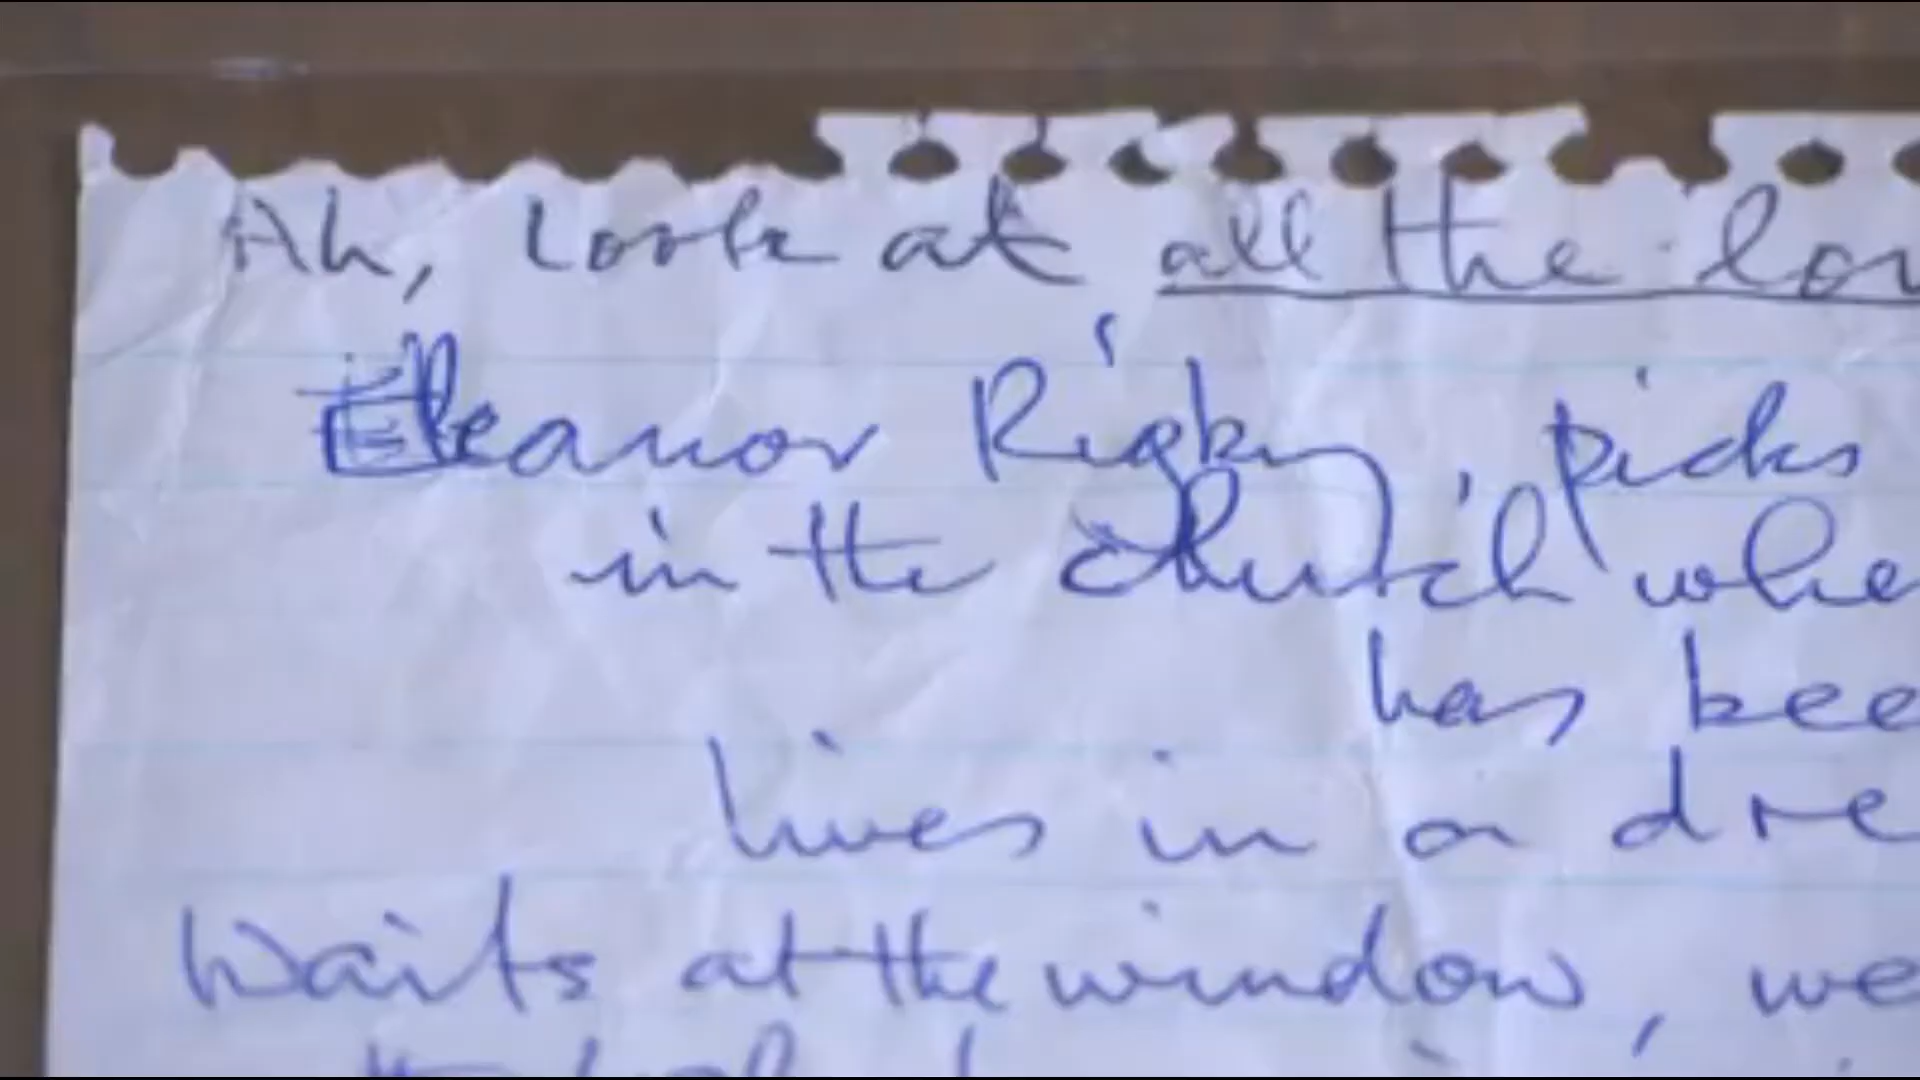 Ah, look at all the lon
Eleanor Rigby, picks
in the church whe
has bee
lives in a dre
Waits at the window, we